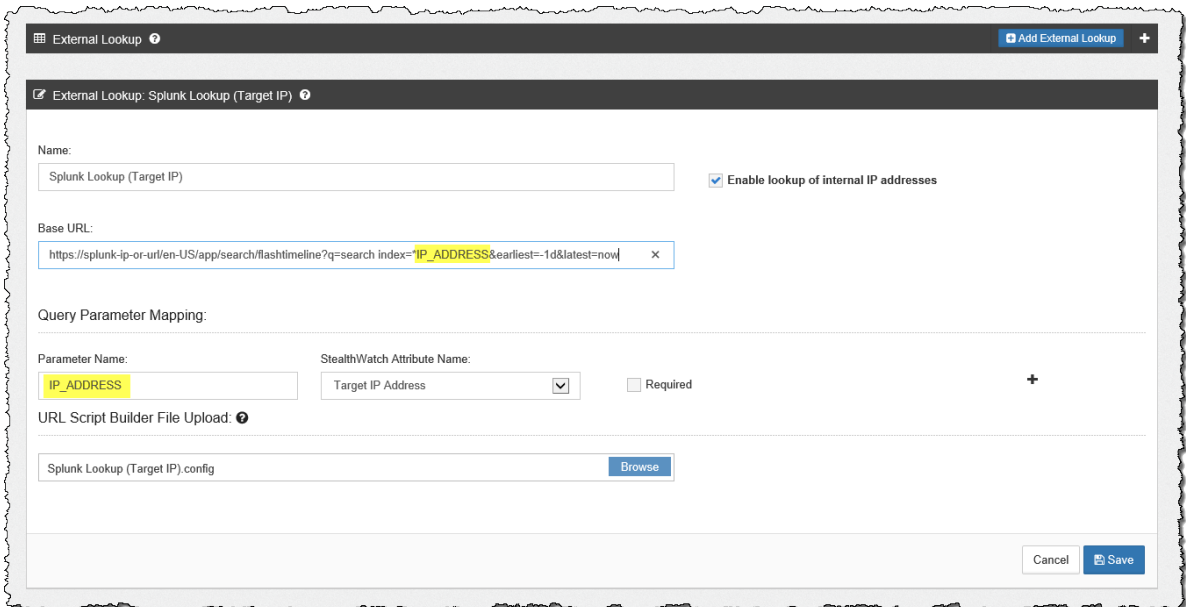 External Lookup
Add External Lookup
External Lookup: Splunk Lookup (Target IP)
Name:
Splunk Lookup (Target IP)
Enable lookup of internal IP addresses
Base URL:
https://splunk-ip-or-url/en-US/app/search/flashtimeline?q=search index=*IP_ADDRESS&earliest=-1d&latest=now
Query Parameter Mapping:
Parameter Name:
StealthWatch Attribute Name:
IP_ADDRESS
Target IP Address
Required
URL Script Builder File Upload:
Splunk Lookup (Target IP).config
Browse
Cancel
Save